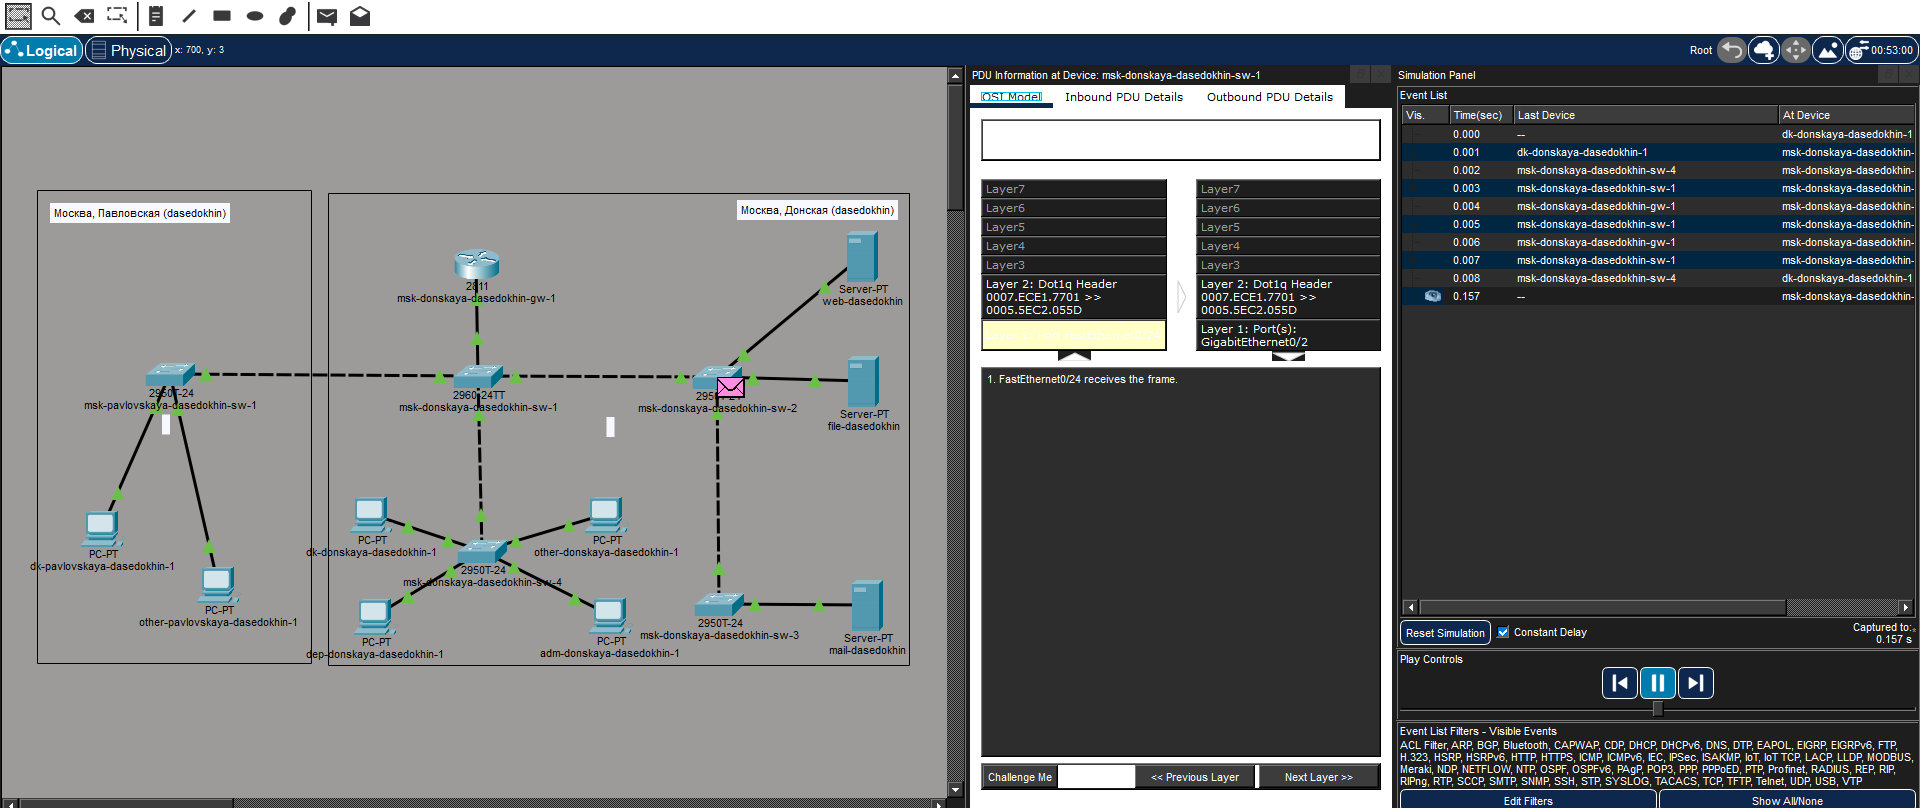 Logical
Physical
x: 700, y: 3
Root
00:53:00
Москва, Павловская (dasedokhin)
Москва, Донская (dasedokhin)
2811
msk-donskaya-dasedokhin-gw-1
Server-PT
web-dasedokhin
2950T-24
msk-pavlovskaya-dasedokhin-sw-1
2960-24TT
msk-donskaya-dasedokhin-sw-1
msk-donskaya-dasedokhin-sw-2
Server-PT
file-dasedokhin
PC-PT
dk-pavlovskaya-dasedokhin-1
PC-PT
other-pavlovskaya-dasedokhin-1
PC-PT
dk-donskaya-dasedokhin-1
PC-PT
other-donskaya-dasedokhin-1
2950T-24
msk-donskaya-dasedokhin-sw-4
PC-PT
dep-donskaya-dasedokhin-1
PC-PT
adm-donskaya-dasedokhin-1
2950T-24
msk-donskaya-dasedokhin-sw-3
Server-PT
mail-dasedokhin
PDU Information at Device: msk-donskaya-dasedokhin-sw-1
OSI Model
Inbound PDU Details
Outbound PDU Details
Layer7
Layer6
Layer5
Layer4
Layer3
Layer 2: Dot1q Header
0007.ECE1.7701 >>
0005.5EC2.055D
Layer7
Layer6
Layer5
Layer4
Layer3
Layer 2: Dot1q Header
0007.ECE1.7701 >>
0005.5EC2.055D
Layer 1: Port(s):
GigabitEthernet0/2
1. FastEthernet0/24 receives the frame.
Challenge Me
<< Previous Layer
Next Layer >>
Simulation Panel
Event List
Vis. Time(sec) Last Device At Device
0.000 -- dk-donskaya-dasedokhin-1
0.001 dk-donskaya-dasedokhin-1 msk-donskaya-dasedokhin-
0.002 msk-donskaya-dasedokhin-sw-4 msk-donskaya-dasedokhin-
0.003 msk-donskaya-dasedokhin-sw-1 msk-donskaya-dasedokhin-
0.004 msk-donskaya-dasedokhin-gw-1 msk-donskaya-dasedokhin-
0.005 msk-donskaya-dasedokhin-sw-1 msk-donskaya-dasedokhin-
0.006 msk-donskaya-dasedokhin-gw-1 msk-donskaya-dasedokhin-
0.007 msk-donskaya-dasedokhin-sw-1 msk-donskaya-dasedokhin-
0.008 msk-donskaya-dasedokhin-sw-4 dk-donskaya-dasedokhin-1
0.157 -- msk-donskaya-dasedokhin-
Reset Simulation
Constant Delay
Captured to:
0.157 s
Play Controls
Event List Filters - Visible Events
ACL Filter, ARP, BGP, Bluetooth, CAPWAP, CDP, DHCP, DHCPv6, DNS, DTP, EAPOL, EIGRP, EIGRPv6, FTP,
H.323, HSRP, HSRPv6, HTTP, HTTPS, ICMP, ICMPv6, IEC, IPSec, ISAKMP, IoT, IoT TCP, LACP, LLDP, MODBUS,
Meraki, NDP, NETFLOW, NTP, OSPF, OSPFv6, PAgP, POP3, PPP, PPPoED, PTP, Profinet, RADIUS, REP, RIP,
RIPng, RTP, SCCP, SMTP, SNMP, SSH, STP, SYSLOG, TACACS, TCP, TFTP, Telnet, UDP, USB, VTP
Edit Filters
Show All/None